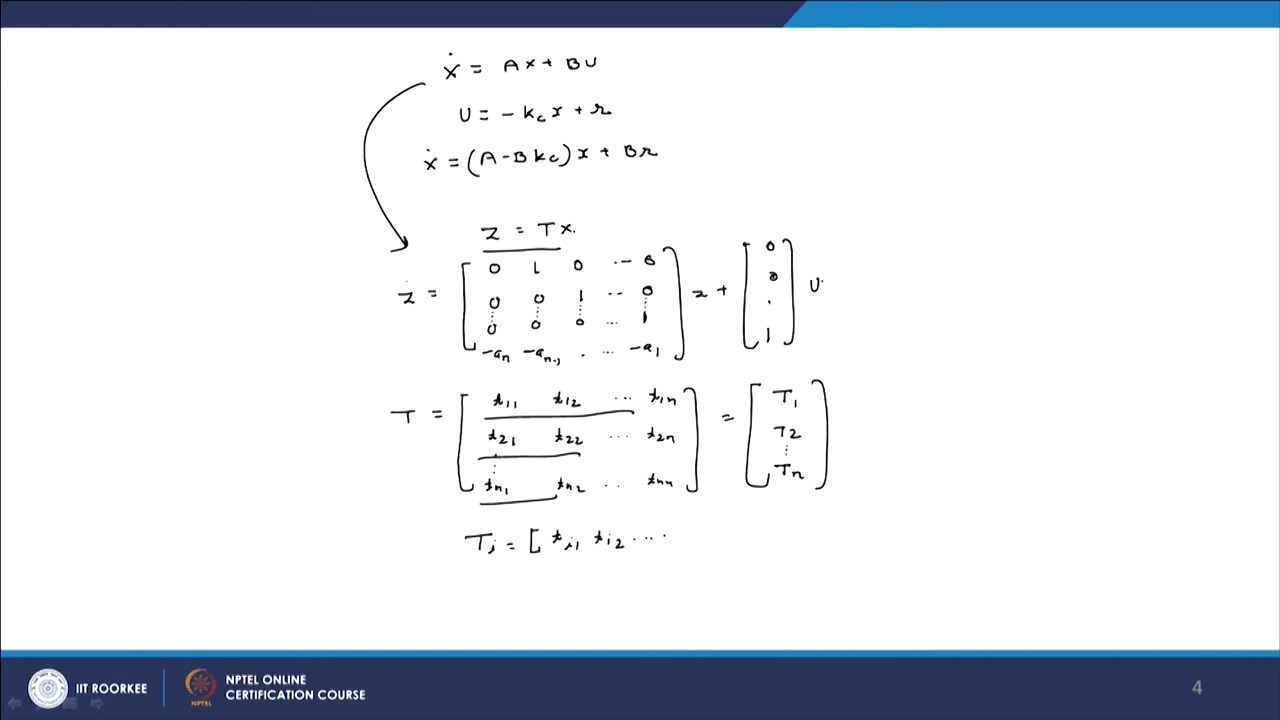 ẋ = Ax + BU
U = - k_c x + r
ẋ = (A - B k_c) x + Br
z = Tx.
ż = [ 0 1 0 ... 0 ; 0 0 1 .. 0 ; ⋮ ; 0 0 0 ... 1 ; -a_n -a_{n-1} . ... -a_1 ] z + [ 0 ; 0 ; . ; 1 ] U
T = [ t_11 t_12 ... t_1n ; t_21 t_22 ... t_2n ; ⋮ ; t_n1 t_n2 .. t_nn ] = [ T_1 ; T_2 ; ⋮ ; T_n ]
T_i = [ t_i1 t_i2 ....
IIT ROORKEE
NPTEL ONLINE
CERTIFICATION COURSE
NPTEL
4